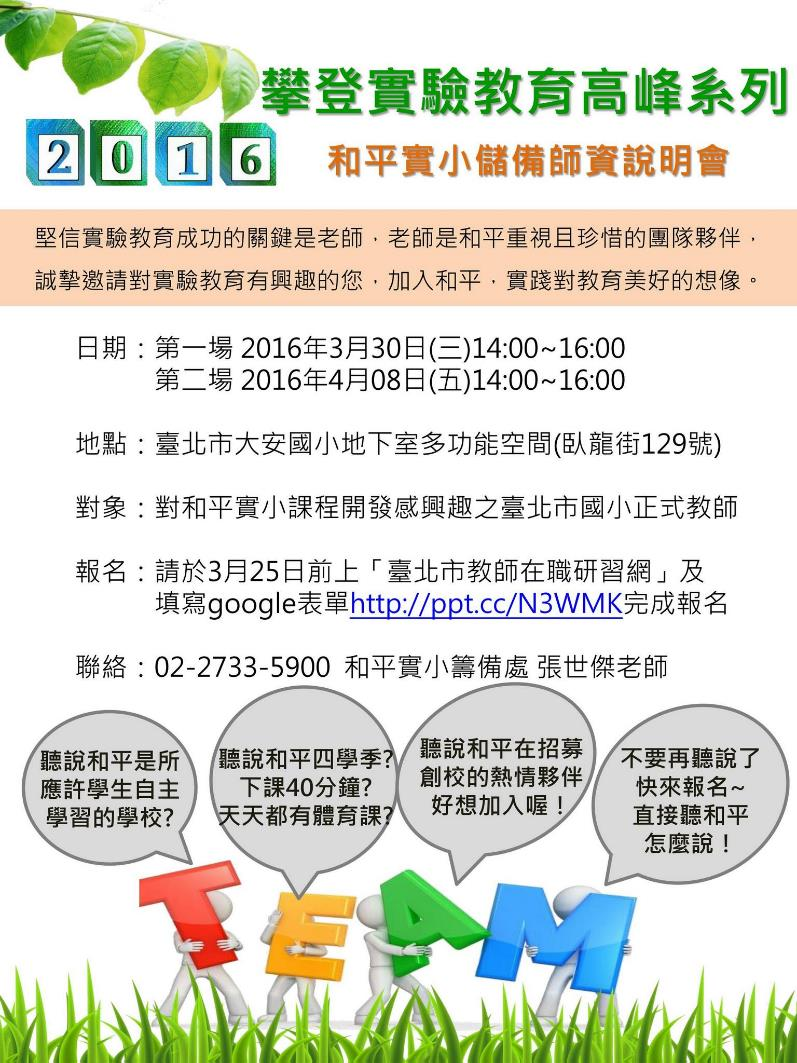 攀登實驗教育高峰系列
2016
和平實小儲備師資說明會
堅信實驗教育成功的關鍵是老師，老師是和平重視且珍惜的團隊夥伴，
誠摯邀請對實驗教育有興趣的您，加入和平，實踐對教育美好的想像。
日期：第一場 2016年3月30日(三)14:00~16:00
第二場 2016年4月08日(五)14:00~16:00
地點：臺北市大安國小地下室多功能空間(臥龍街129號)
對象：對和平實小課程開發感興趣之臺北市國小正式教師
報名：請於3月25日前上「臺北市教師在職研習網」及
填寫google表單http://ppt.cc/N3WMK完成報名
聯絡：02-2733-5900 和平實小籌備處 張世傑老師
聽說和平是所
應許學生自主
學習的學校?
聽說和平四學季?
下課40分鐘?
天天都有體育課?
聽說和平在招募
創校的熱情夥伴
好想加入喔！
不要再聽說了
快來報名~
直接聽和平
怎麼說！
TEAM